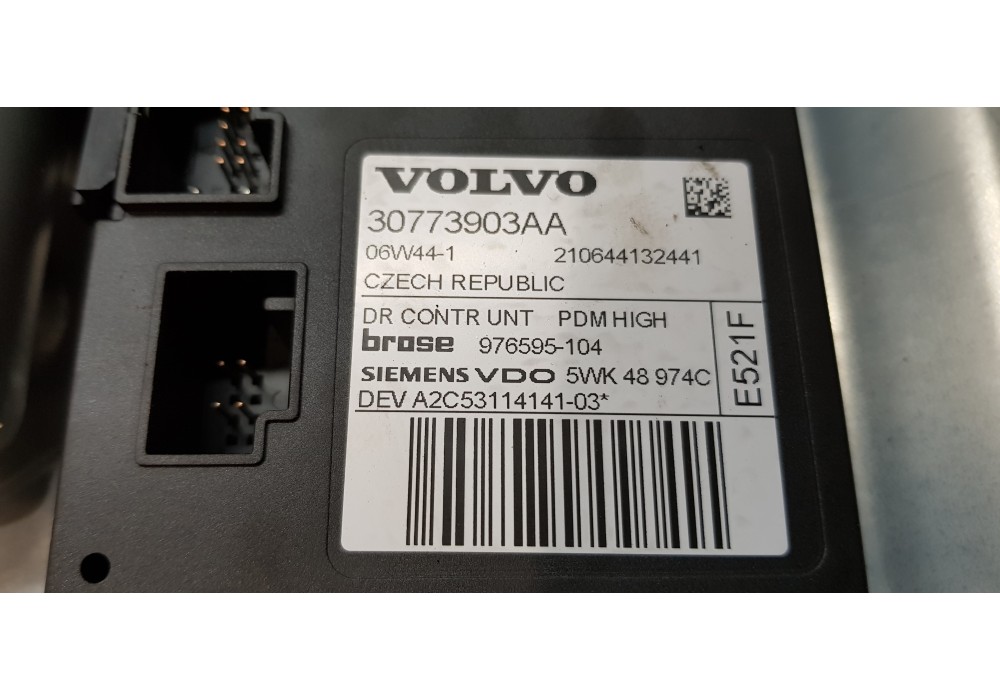 VOLVO
30773903AA
06W44-1 210644132441
CZECH REPUBLIC
DR CONTR UNT PDM HIGH
brose 976595-104
SIEMENS VDO 5WK 48 974C
DEV A2C53114141-03*
E521F